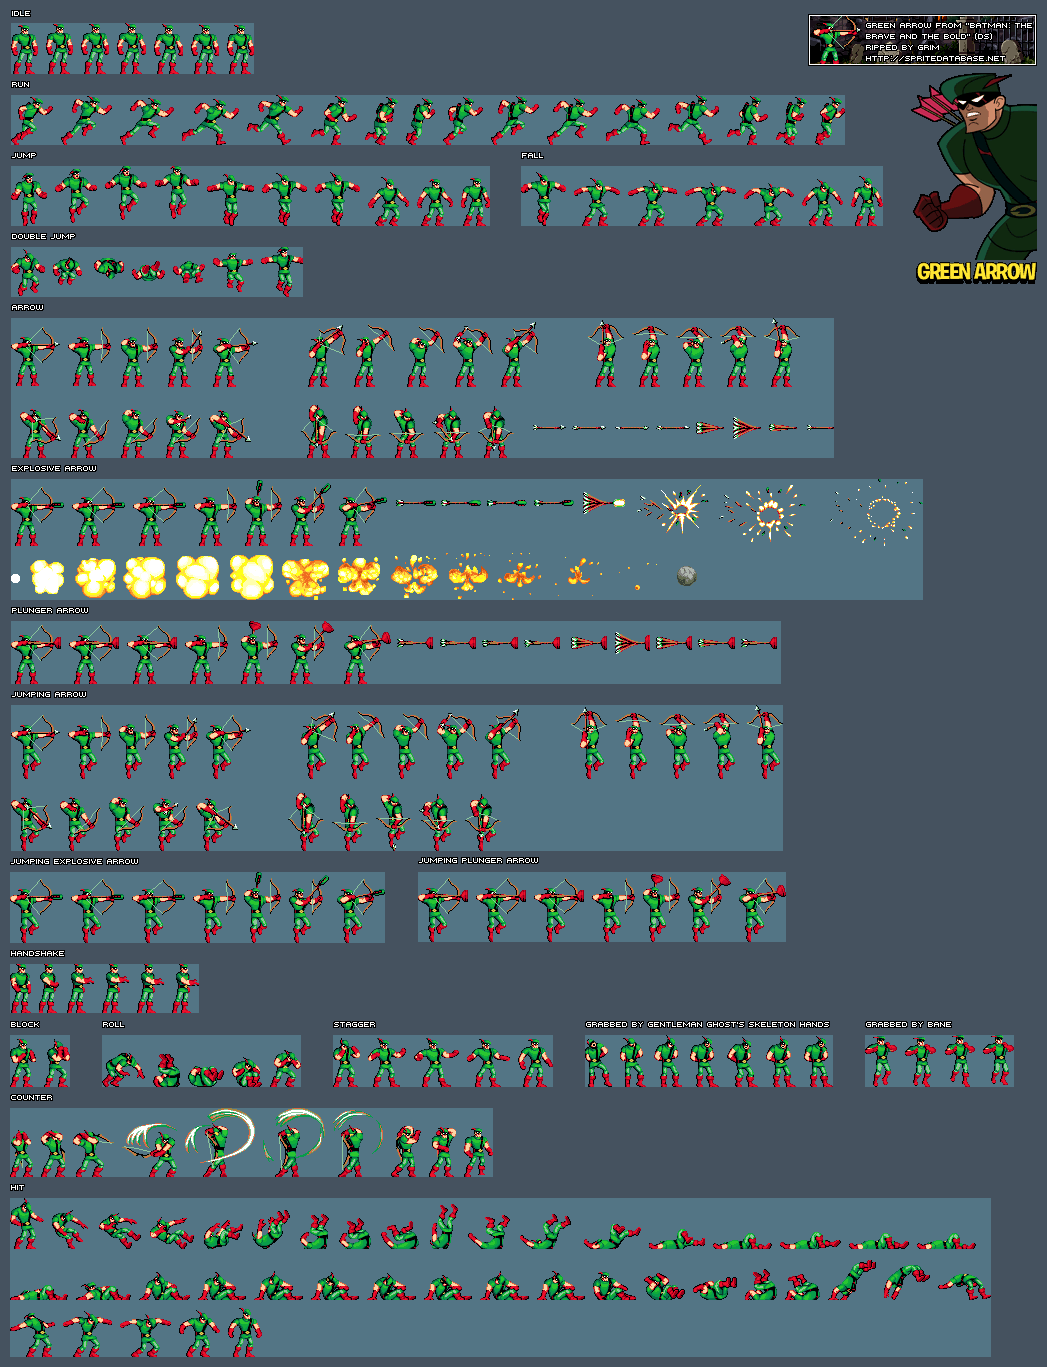 IDLE
GREEN ARROW FROM "BATMAN: THE
BRAVE AND THE BOLD" (DS)
RIPPED BY GRIM
HTTP://SPRITEDATABASE.NET
RUN
JUMP
FALL
DOUBLE JUMP
GREEN ARROW
ARROW
EXPLOSIVE ARROW
PLUNGER ARROW
JUMPING ARROW
JUMPING EXPLOSIVE ARROW
JUMPING PLUNGER ARROW
HANDSHAKE
BLOCK
ROLL
STAGGER
GRABBED BY GENTLEMAN GHOST'S SKELETON HANDS
GRABBED BY BANE
COUNTER
HIT